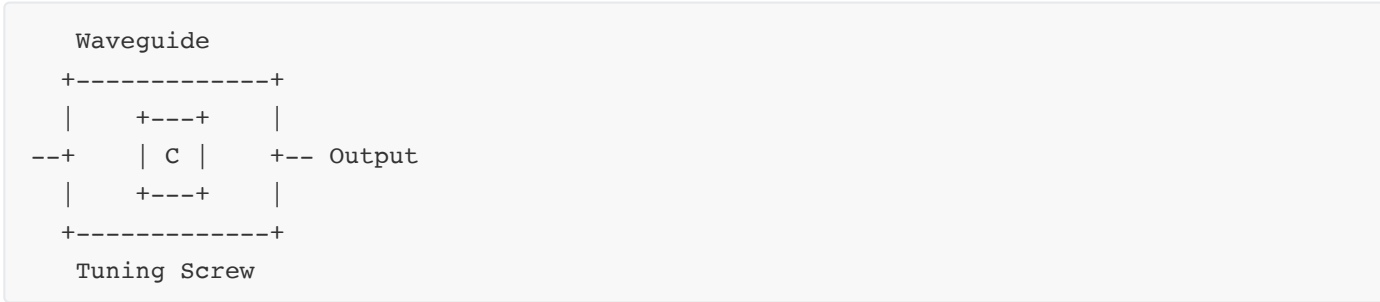 Waveguide
+-------------+
|    +---+    |
--+    | C |    +-- Output
|    +---+    |
+-------------+
Tuning Screw